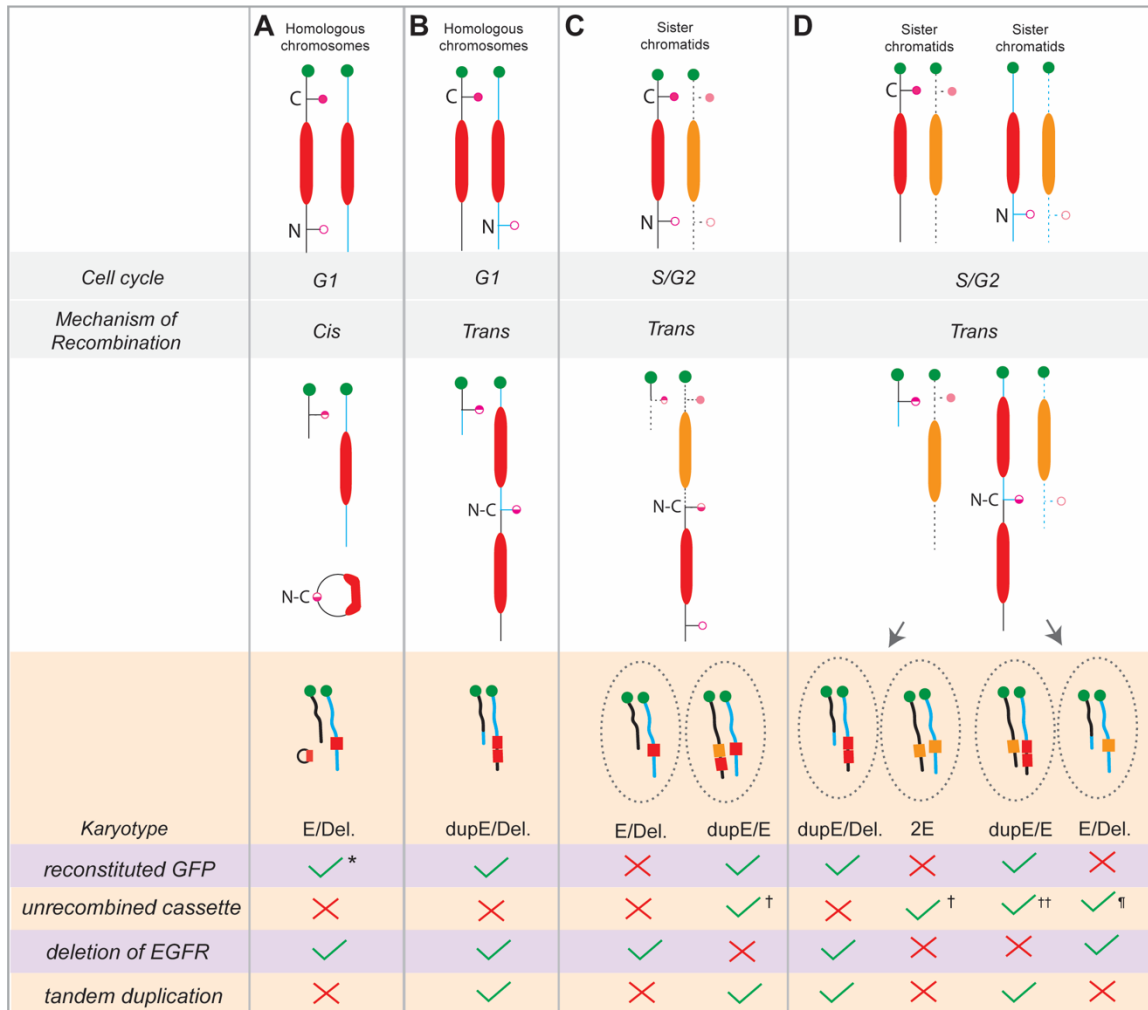 A
Homologous
chromosomes
B
Homologous
chromosomes
C
Sister
chromatids
D
Sister
chromatids
Sister
chromatids
C
N
C
N
C
N
C
N
Cell cycle G1 G1 S/G2 S/G2
Mechanism of
Recombination
Cis Trans Trans Trans
N-C
N-C
N-C
N-C
Karyotype E/Del. dupE/Del. E/Del. dupE/E dupE/Del. 2E dupE/E E/Del.
reconstituted GFP ✓* ✓ ✗ ✓ ✓ ✗ ✓ ✗
unrecombined cassette ✗ ✗ ✗ ✓† ✗ ✓† ✓†† ✓¶
deletion of EGFR ✓ ✓ ✓ ✗ ✓ ✗ ✗ ✓
tandem duplication ✗ ✓ ✗ ✓ ✓ ✗ ✓ ✗